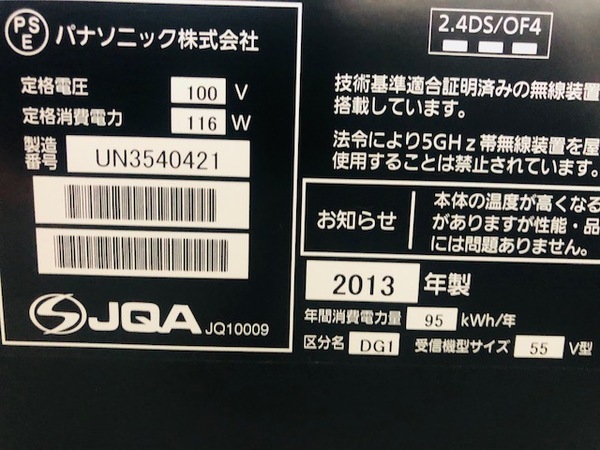 PSE パナソニック株式会社
定格電圧 100 V
定格消費電力 116 W
製造番号 UN3540421
JQA JQ10009
2.4DS/OF4
技術基準適合証明済みの無線装置
搭載しています。
法令により5GHz帯無線装置を屋
使用することは禁止されています。
お知らせ
本体の温度が高くなる
がありますが性能・品
には問題ありません。
2013 年製
年間消費電力量 95 kWh/年
区分名 DG1 受信機型サイズ 55 V型